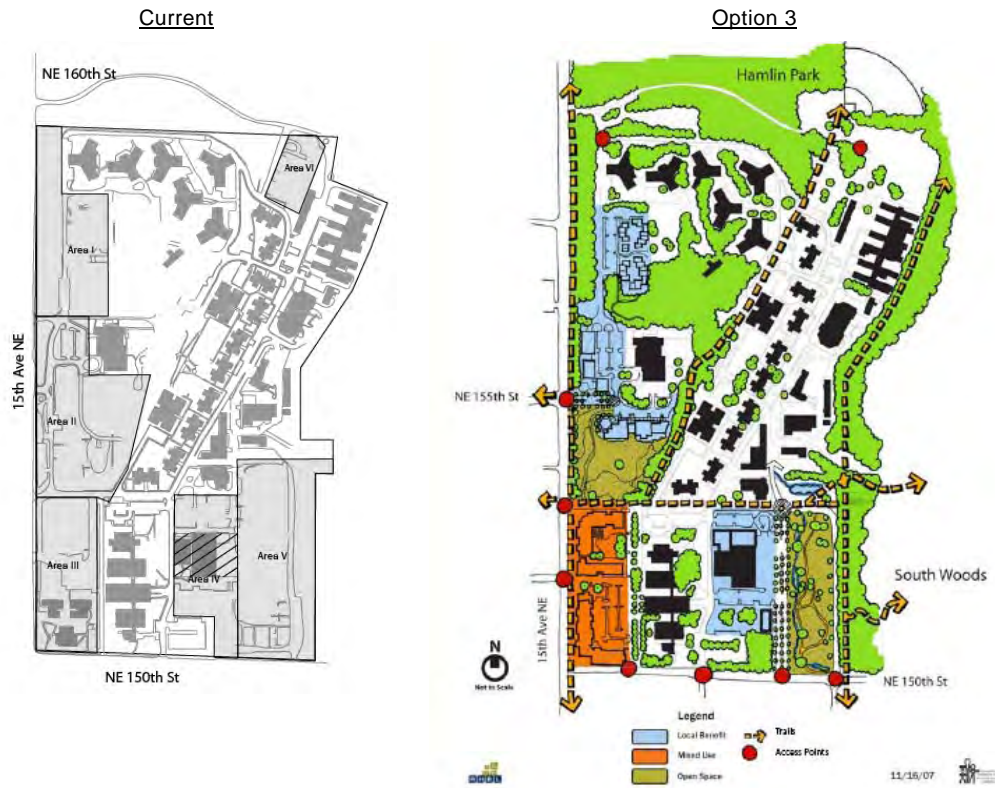 Current
NE 160th St
Area VI
Area I
15th Ave NE
Area II
Area III
Area IV
Area V
NE 150th St
Option 3
Hamlin Park
NE 155th St
South Woods
15th Ave NE
N
Not to Scale
NE 150th St
Legend
Local Benefit
Mixed Use
Open Space
Trails
Access Points
11/16/07